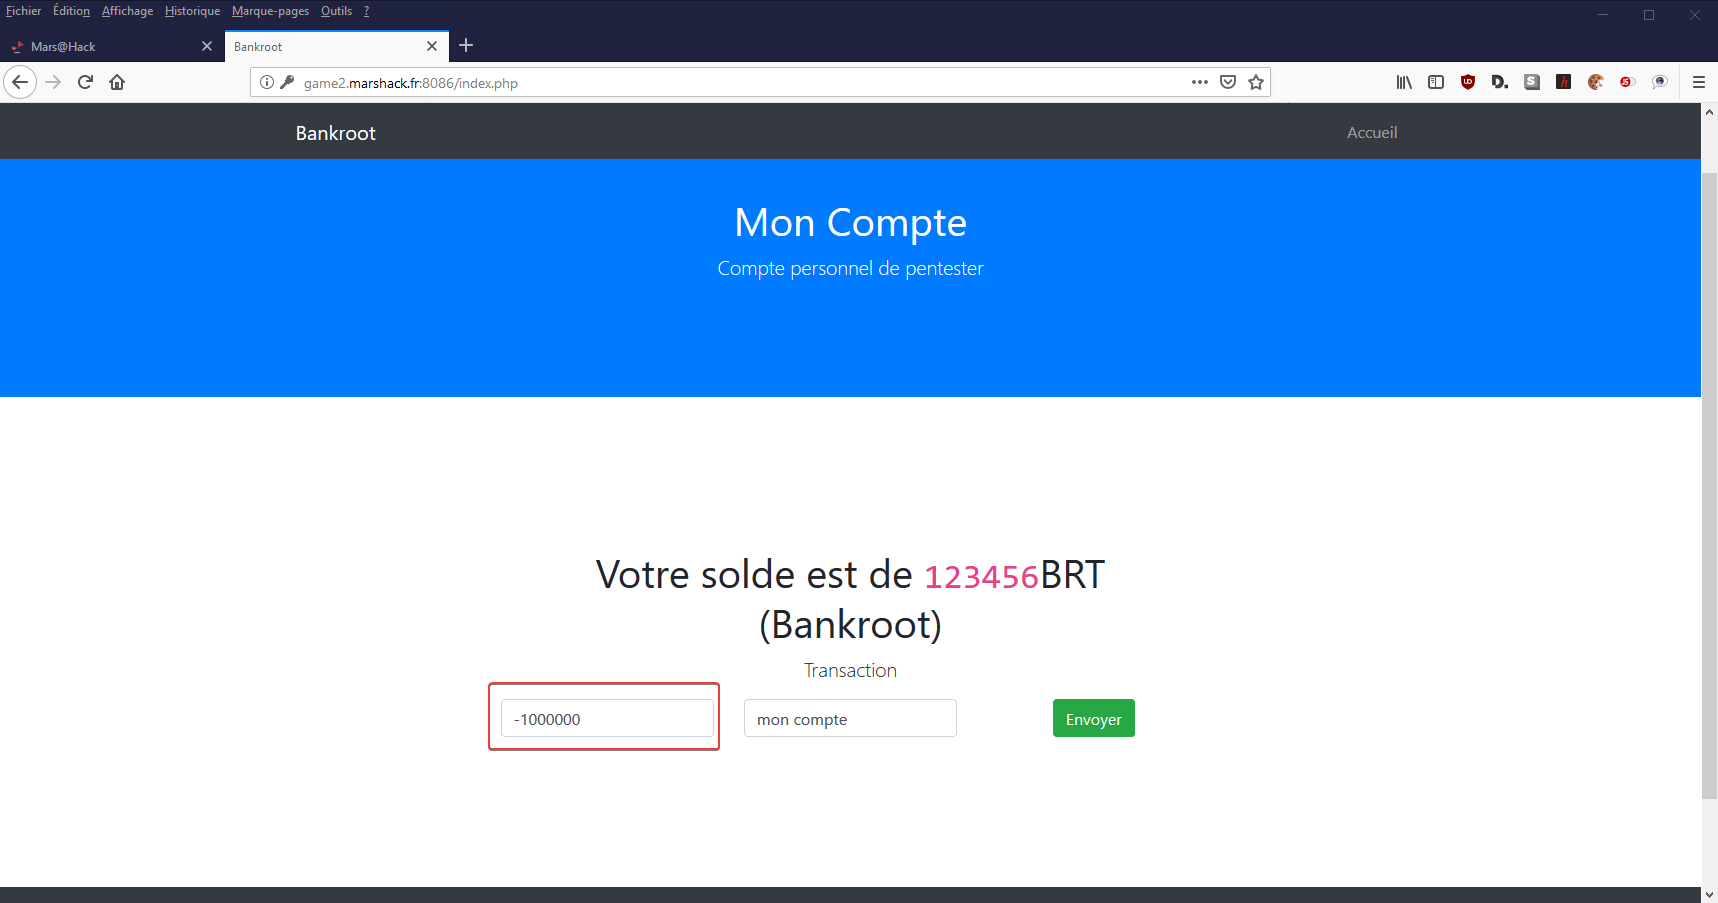 Fichier Édition Affichage Historique Marque-pages Outils ?
Mars@Hack Bankroot
game2.marshack.fr:8086/index.php
Bankroot Accueil
Mon Compte
Compte personnel de pentester
Votre solde est de 123456BRT
(Bankroot)
Transaction
-1000000 mon compte Envoyer